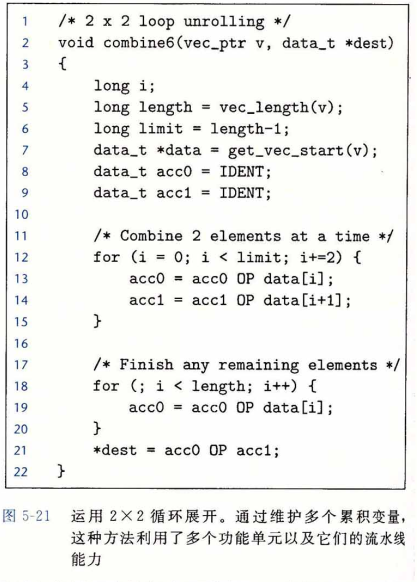 1 /* 2 x 2 loop unrolling */
2 void combine6(vec_ptr v, data_t *dest)
3 {
4     long i;
5     long length = vec_length(v);
6     long limit = length-1;
7     data_t *data = get_vec_start(v);
8     data_t acc0 = IDENT;
9     data_t acc1 = IDENT;
10
11     /* Combine 2 elements at a time */
12     for (i = 0; i < limit; i+=2) {
13         acc0 = acc0 OP data[i];
14         acc1 = acc1 OP data[i+1];
15     }
16
17     /* Finish any remaining elements */
18     for (; i < length; i++) {
19         acc0 = acc0 OP data[i];
20     }
21     *dest = acc0 OP acc1;
22 }
图 5-21 运用 2×2 循环展开。通过维护多个累积变量，
这种方法利用了多个功能单元以及它们的流水线
能力